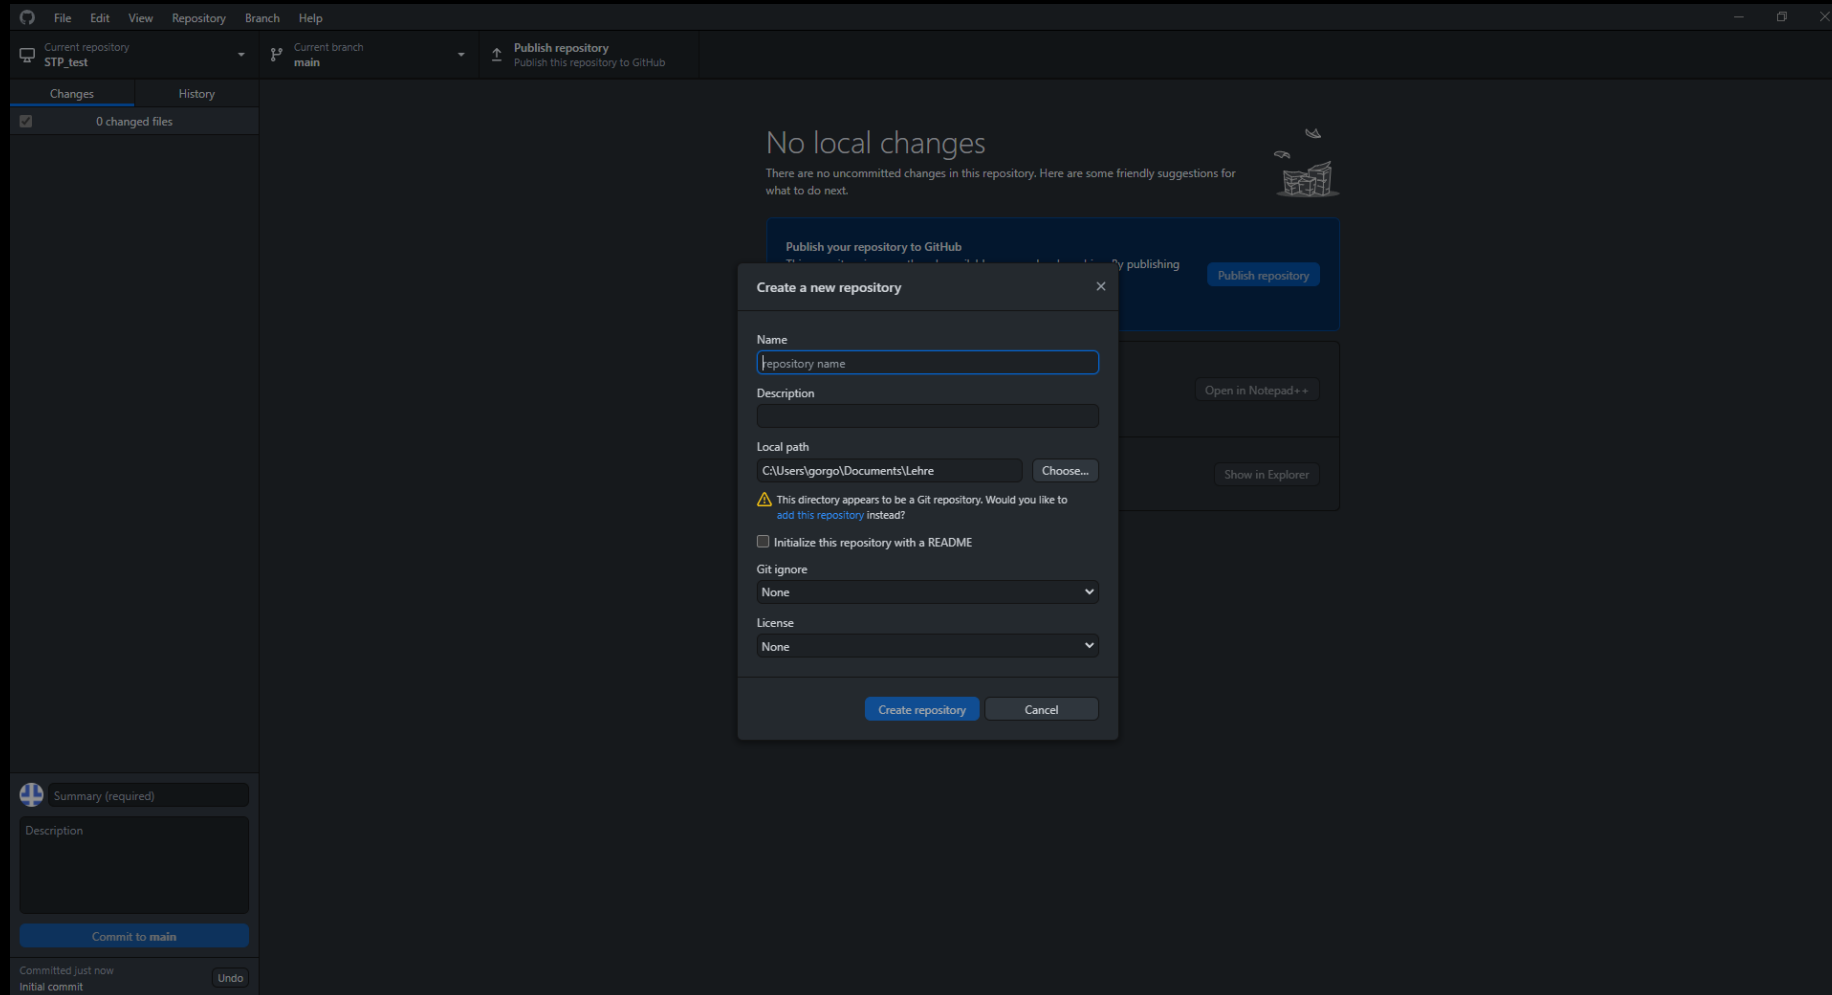 File Edit View Repository Branch Help
Current repository
STP_test
Current branch
main
Publish repository
Publish this repository to GitHub
Changes History
0 changed files
No local changes
There are no uncommitted changes in this repository. Here are some friendly suggestions for
what to do next.
Publish your repository to GitHub
By publishing
Publish repository
Open in Notepad++
Show in Explorer
Create a new repository
Name
repository name
Description
Local path
C:\Users\gorgo\Documents\Lehre
Choose...
This directory appears to be a Git repository. Would you like to
add this repository instead?
Initialize this repository with a README
Git ignore
None
License
None
Create repository Cancel
Summary (required)
Description
Commit to main
Committed just now
Initial commit
Undo